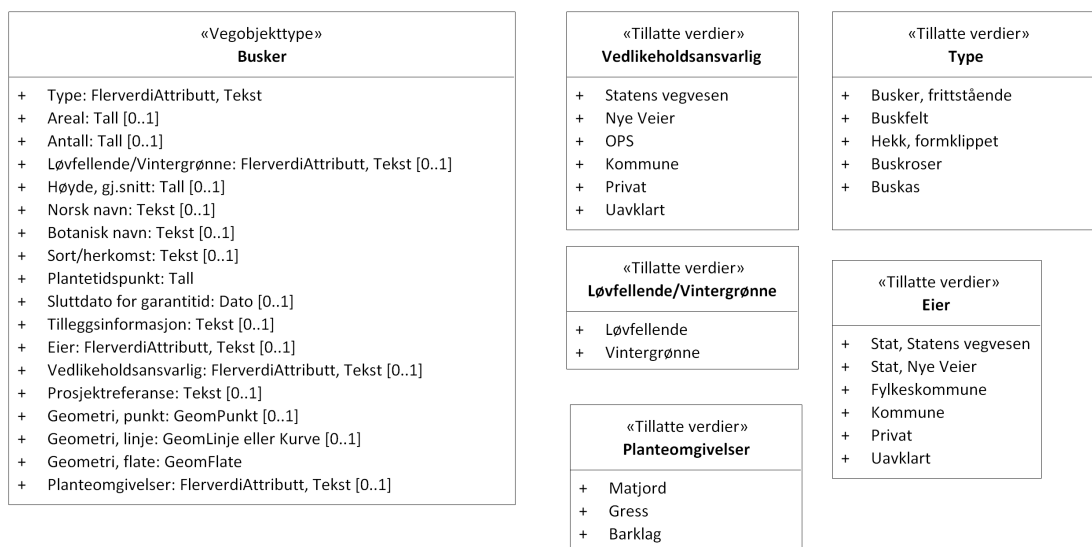 «Vegobjekttype»
Busker
+ Type: FlerverdiAttributt, Tekst
+ Areal: Tall [0..1]
+ Antall: Tall [0..1]
+ Løvfellende/Vintergrønne: FlerverdiAttributt, Tekst [0..1]
+ Høyde, gj.snitt: Tall [0..1]
+ Norsk navn: Tekst [0..1]
+ Botanisk navn: Tekst [0..1]
+ Sort/herkomst: Tekst [0..1]
+ Plantetidspunkt: Tall
+ Sluttdato for garantitid: Dato [0..1]
+ Tilleggsinformasjon: Tekst [0..1]
+ Eier: FlerverdiAttributt, Tekst [0..1]
+ Vedlikeholdsansvarlig: FlerverdiAttributt, Tekst [0..1]
+ Prosjektreferanse: Tekst [0..1]
+ Geometri, punkt: GeomPunkt [0..1]
+ Geometri, linje: GeomLinje eller Kurve [0..1]
+ Geometri, flate: GeomFlate
+ Planteomgivelser: FlerverdiAttributt, Tekst [0..1]
«Tillatte verdier»
Vedlikeholdsansvarlig
+ Statens vegvesen
+ Nye Veier
+ OPS
+ Kommune
+ Privat
+ Uavklart
«Tillatte verdier»
Løvfellende/Vintergrønne
+ Løvfellende
+ Vintergrønne
«Tillatte verdier»
Planteomgivelser
+ Matjord
+ Gress
+ Barklag
«Tillatte verdier»
Type
+ Busker, frittstående
+ Buskfelt
+ Hekk, formklippet
+ Buskroser
+ Buskas
«Tillatte verdier»
Eier
+ Stat, Statens vegvesen
+ Stat, Nye Veier
+ Fylkeskommune
+ Kommune
+ Privat
+ Uavklart